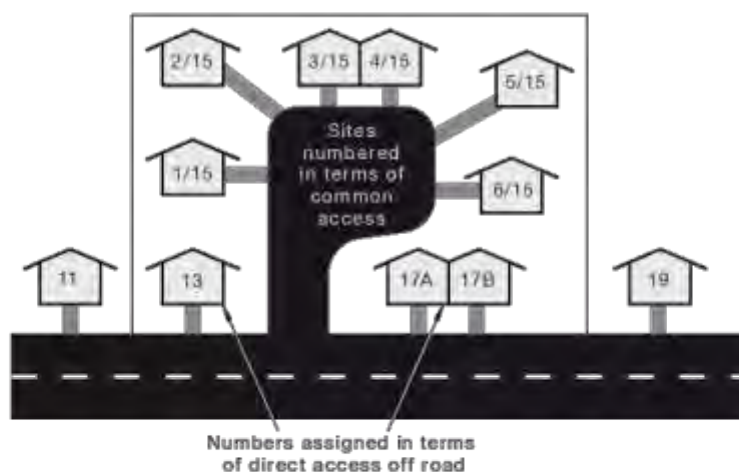 2/15
3/15
4/15
5/15
Sites
numbered
in terms of
common
access
1/15
6/15
11
13
17A
17B
19
Numbers assigned in terms
of direct access off road